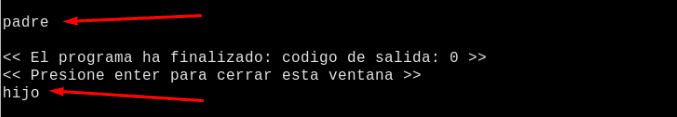 padre
<< El programa ha finalizado: codigo de salida: 0 >>
<< Presione enter para cerrar esta ventana >>
hijo